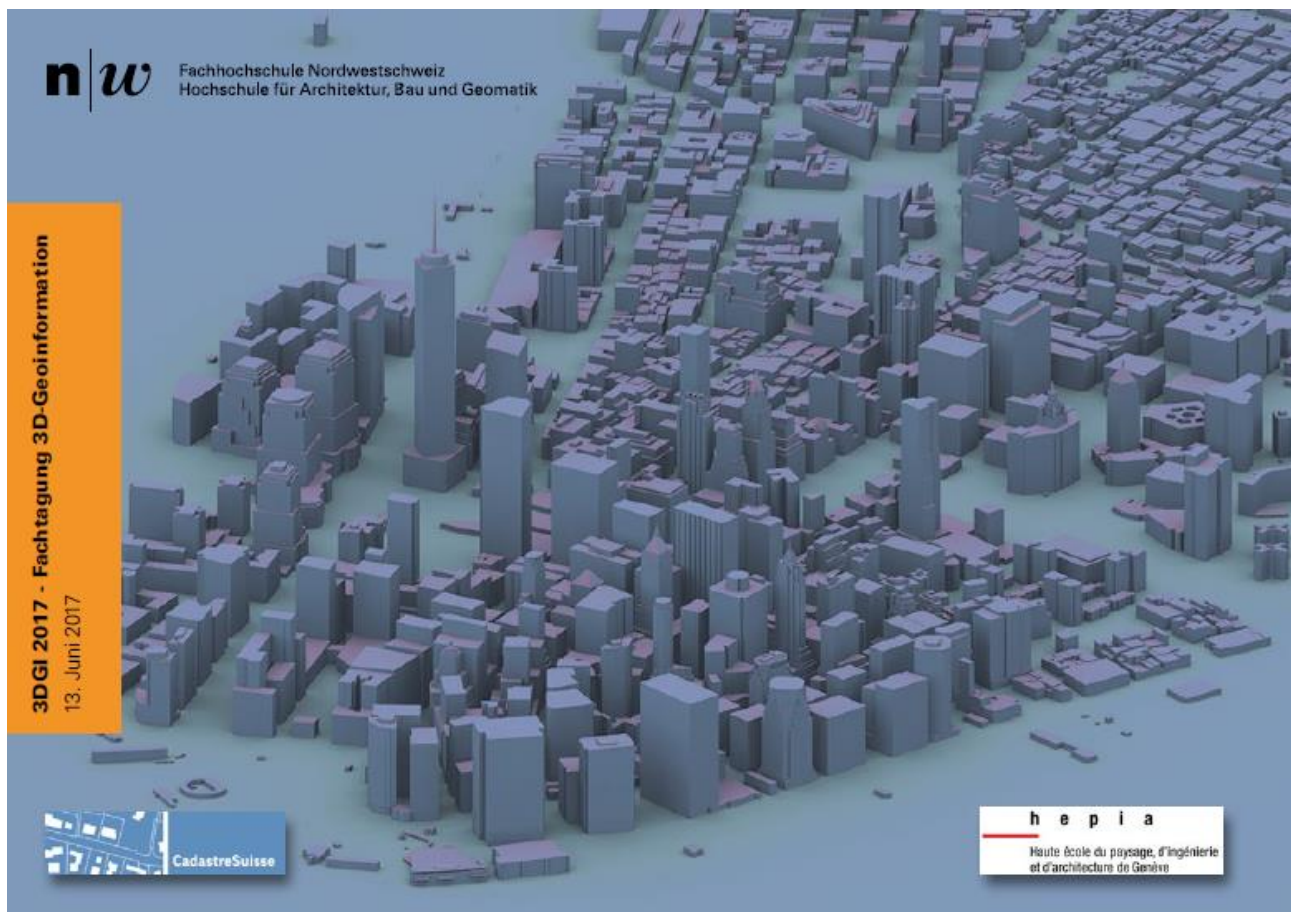 n|w
Fachhochschule Nordwestschweiz
Hochschule für Architektur, Bau und Geomatik
3DGI 2017 - Fachtagung 3D-Geoinformation
13. Juni 2017
CadastreSuisse
h e p i a
Haute école du paysage, d'ingénierie
et d'architecture de Genève